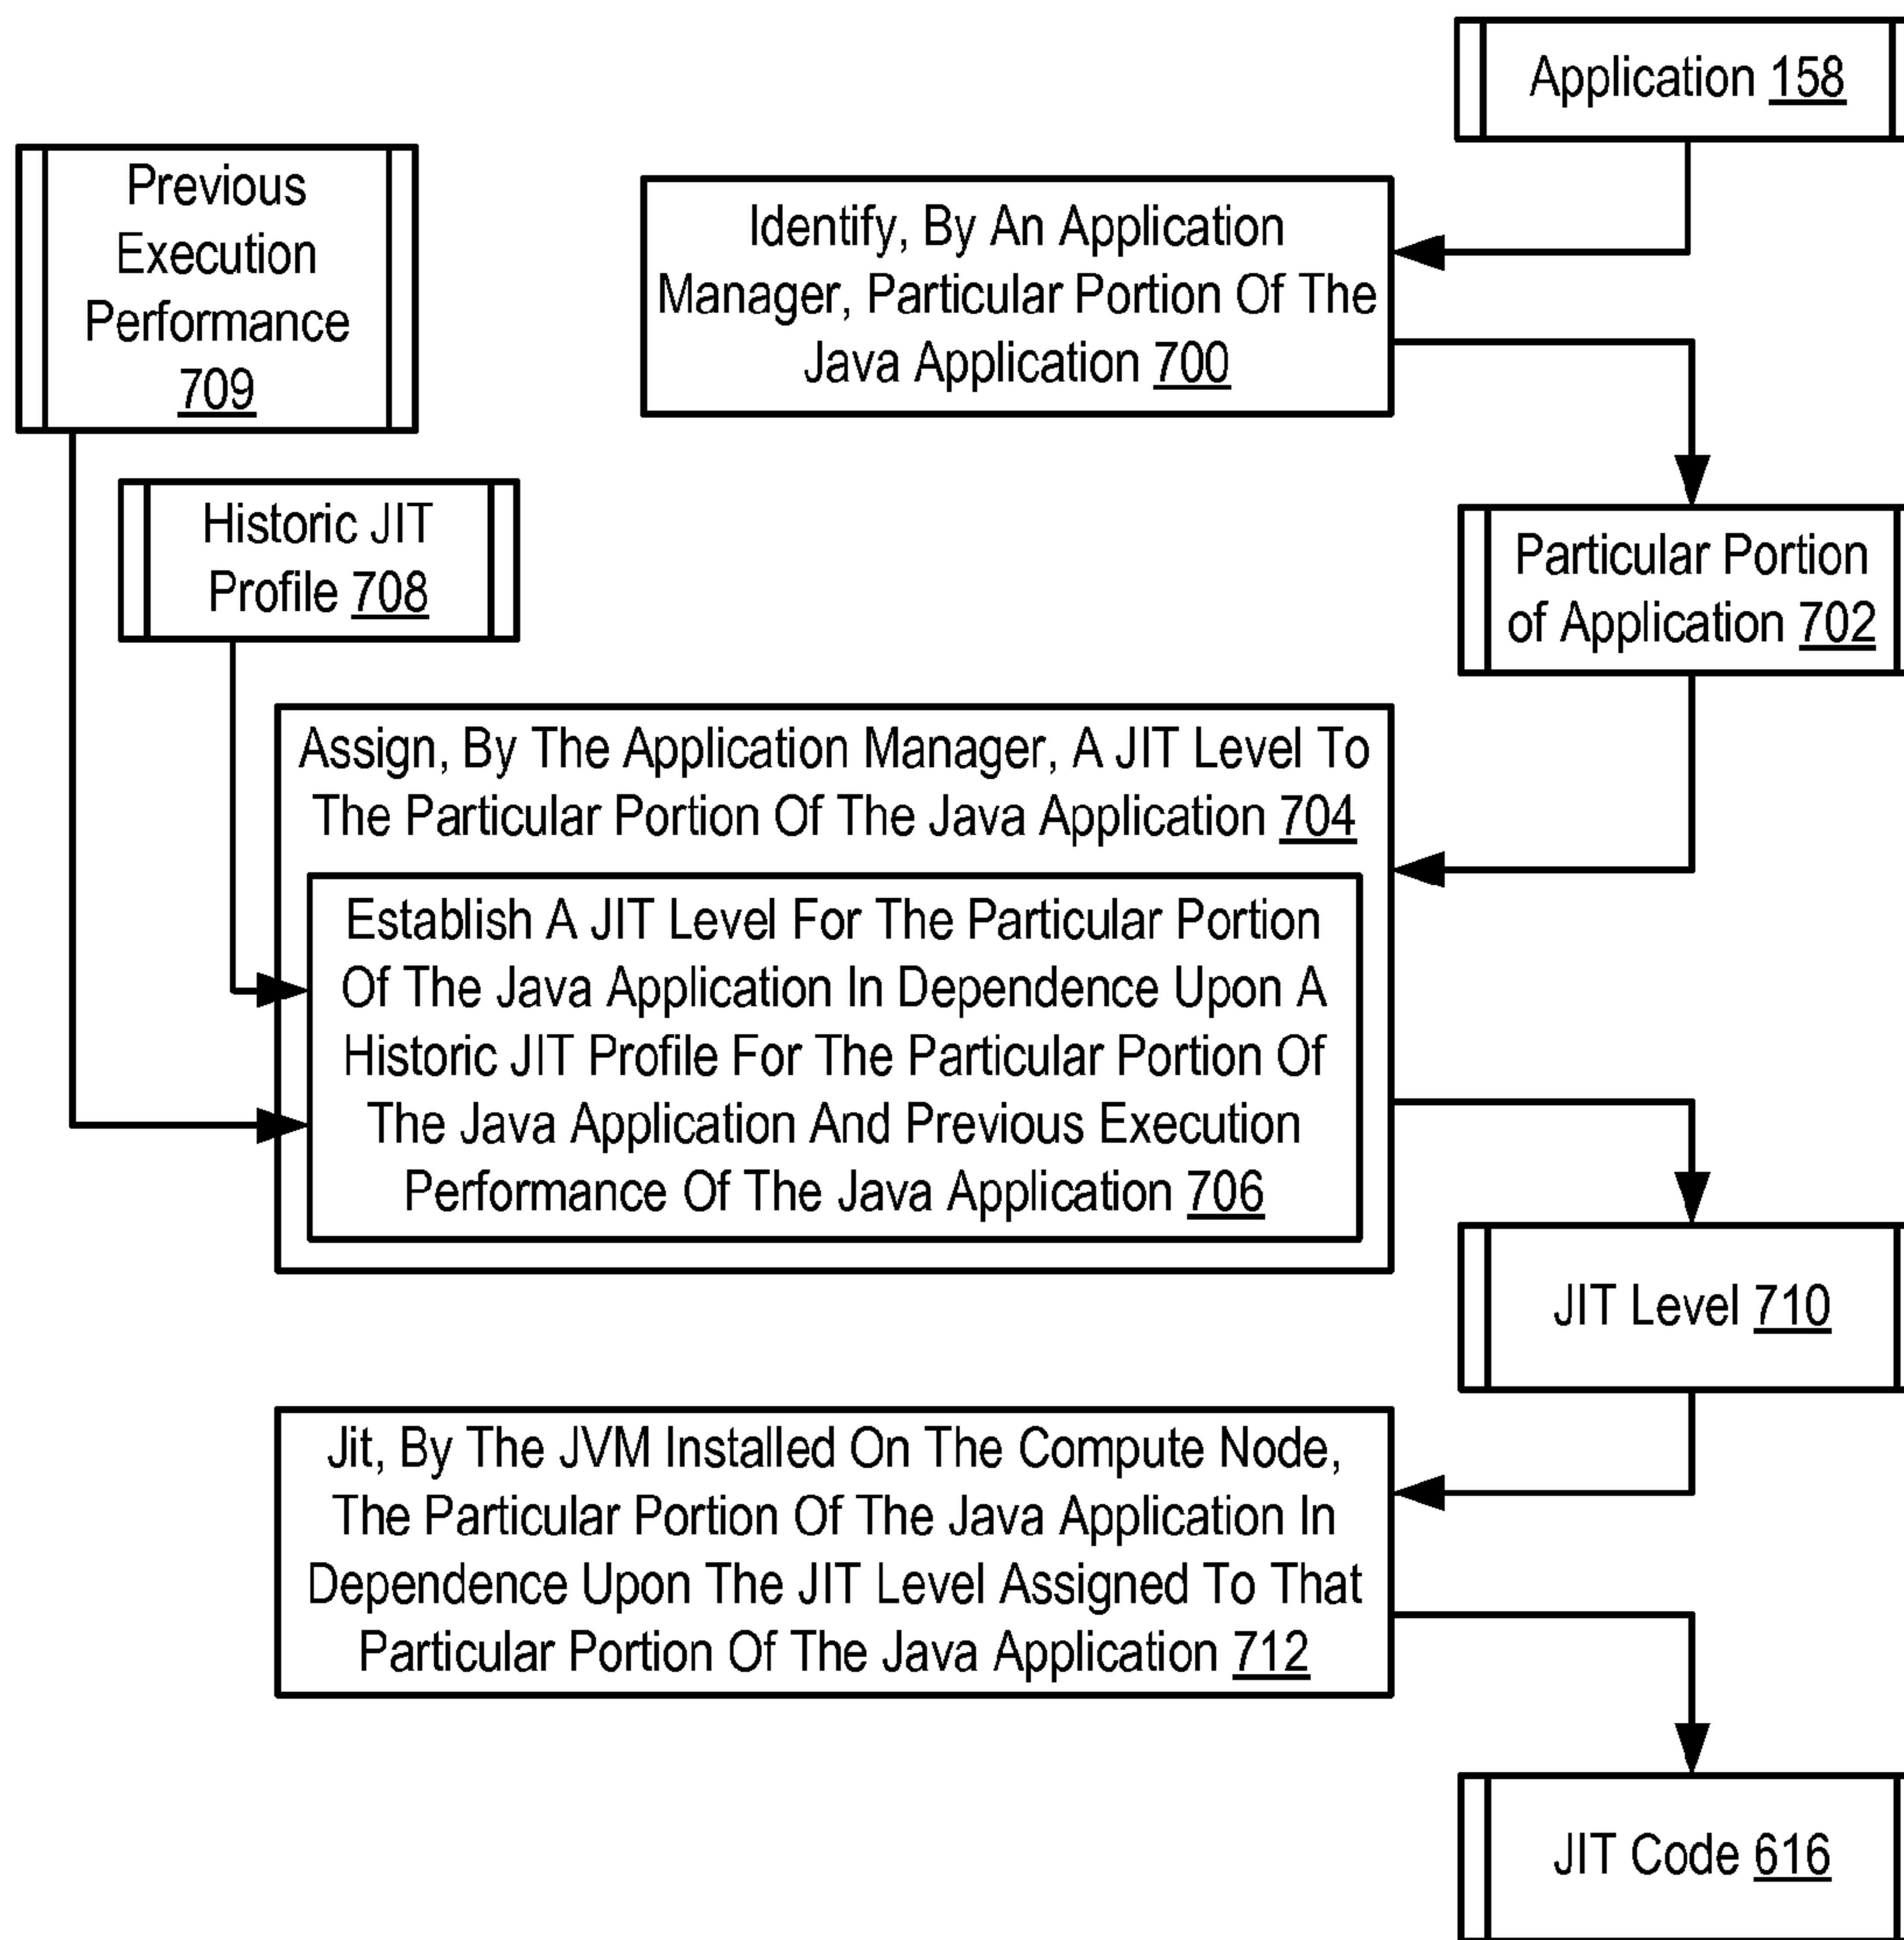 Application 158
Previous
Execution
Performance
709
Identify, By An Application
Manager, Particular Portion Of The
Java Application 700
Historic JIT
Profile 708
Particular Portion
of Application 702
Assign, By The Application Manager, A JIT Level To
The Particular Portion Of The Java Application 704
Establish A JIT Level For The Particular Portion
Of The Java Application In Dependence Upon A
Historic JIT Profile For The Particular Portion Of
The Java Application And Previous Execution
Performance Of The Java Application 706
JIT Level 710
Jit, By The JVM Installed On The Compute Node,
The Particular Portion Of The Java Application In
Dependence Upon The JIT Level Assigned To That
Particular Portion Of The Java Application 712
JIT Code 616